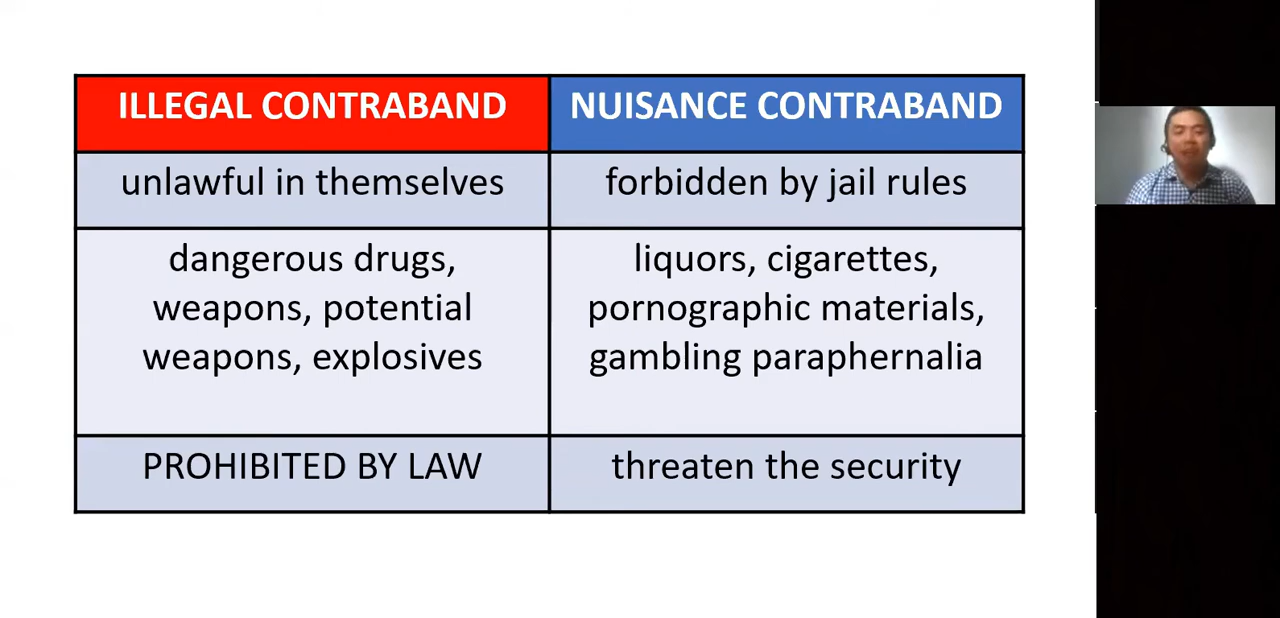 ILLEGAL CONTRABAND
NUISANCE CONTRABAND
unlawful in themselves
forbidden by jail rules
dangerous drugs,
weapons, potential
weapons, explosives
liquors, cigarettes,
pornographic materials,
gambling paraphernalia
PROHIBITED BY LAW
threaten the security